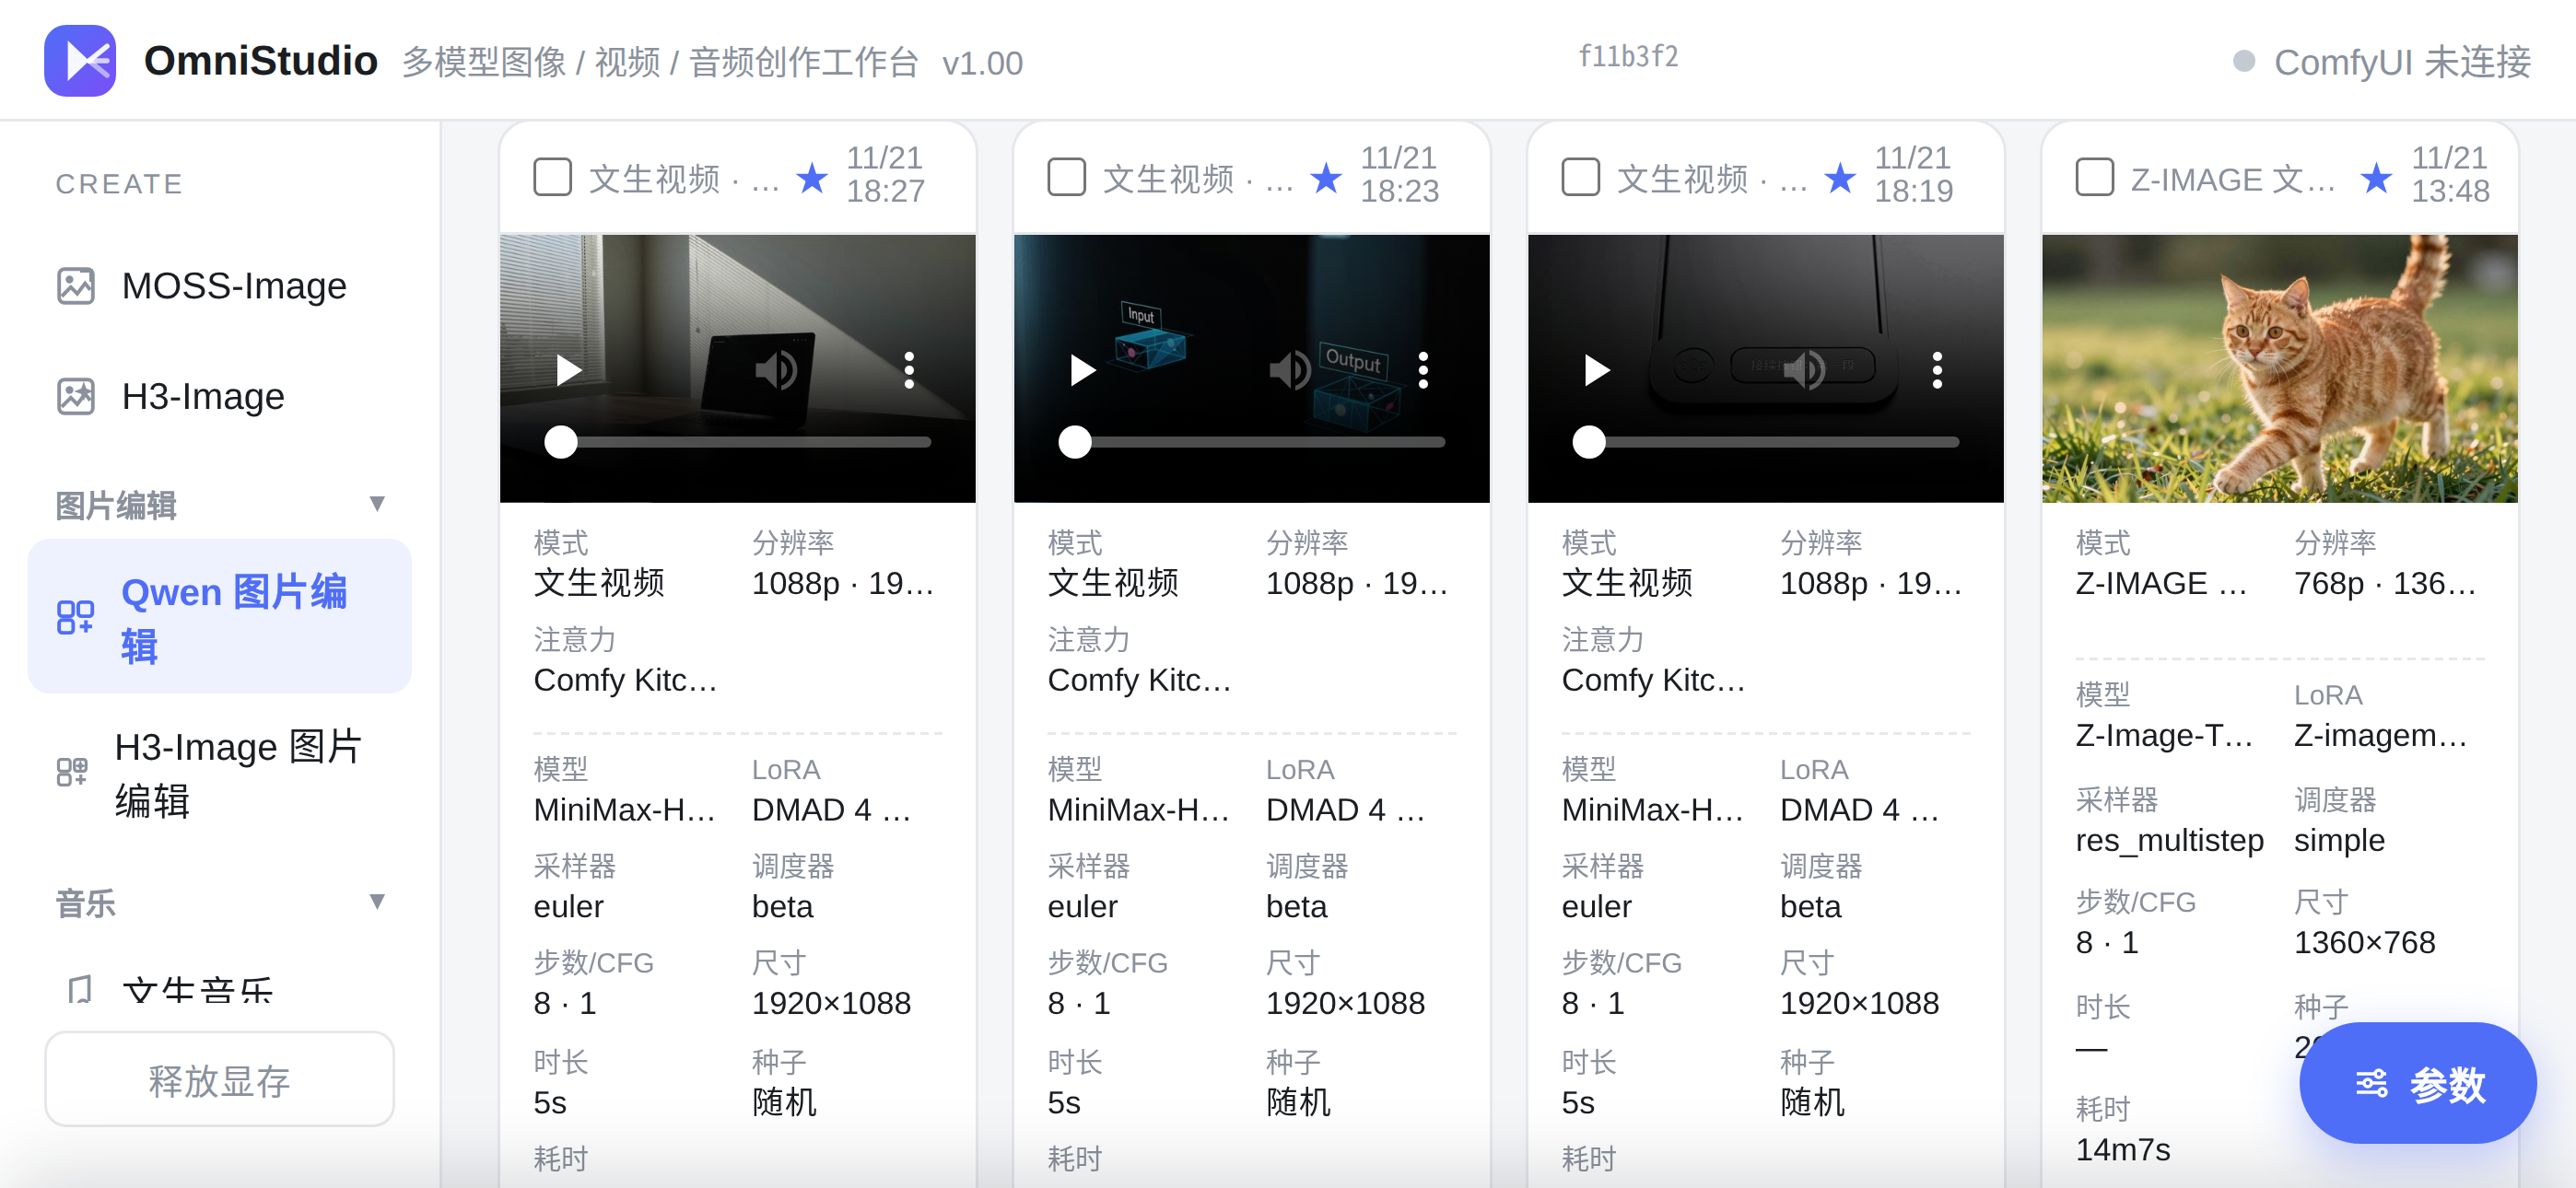 OmniStudio 多模型图像 / 视频 / 音频创作工作台 v1.00
f11b3f2
ComfyUI 未连接
CREATE
MOSS-Image
H3-Image
图片编辑
Qwen 图片编
辑
H3-Image 图片
编辑
音乐
文生音乐
释放显存
文生视频 · …
11/21
18:27
模式
文生视频
分辨率
1088p · 19…
注意力
Comfy Kitc…
模型
MiniMax-H…
LoRA
DMAD 4 …
采样器
euler
调度器
beta
步数/CFG
8 · 1
尺寸
1920×1088
时长
5s
种子
随机
耗时
文生视频 · …
11/21
18:23
Input
Output
模式
文生视频
分辨率
1088p · 19…
注意力
Comfy Kitc…
模型
MiniMax-H…
LoRA
DMAD 4 …
采样器
euler
调度器
beta
步数/CFG
8 · 1
尺寸
1920×1088
时长
5s
种子
随机
耗时
文生视频 · …
11/21
18:19
模式
文生视频
分辨率
1088p · 19…
注意力
Comfy Kitc…
模型
MiniMax-H…
LoRA
DMAD 4 …
采样器
euler
调度器
beta
步数/CFG
8 · 1
尺寸
1920×1088
时长
5s
种子
随机
耗时
Z-IMAGE 文…
11/21
13:48
模式
Z-IMAGE …
分辨率
768p · 136…
模型
Z-Image-T…
LoRA
Z-imagem…
采样器
res_multistep
调度器
simple
步数/CFG
8 · 1
尺寸
1360×768
时长
—
种子
耗时
14m7s
参数